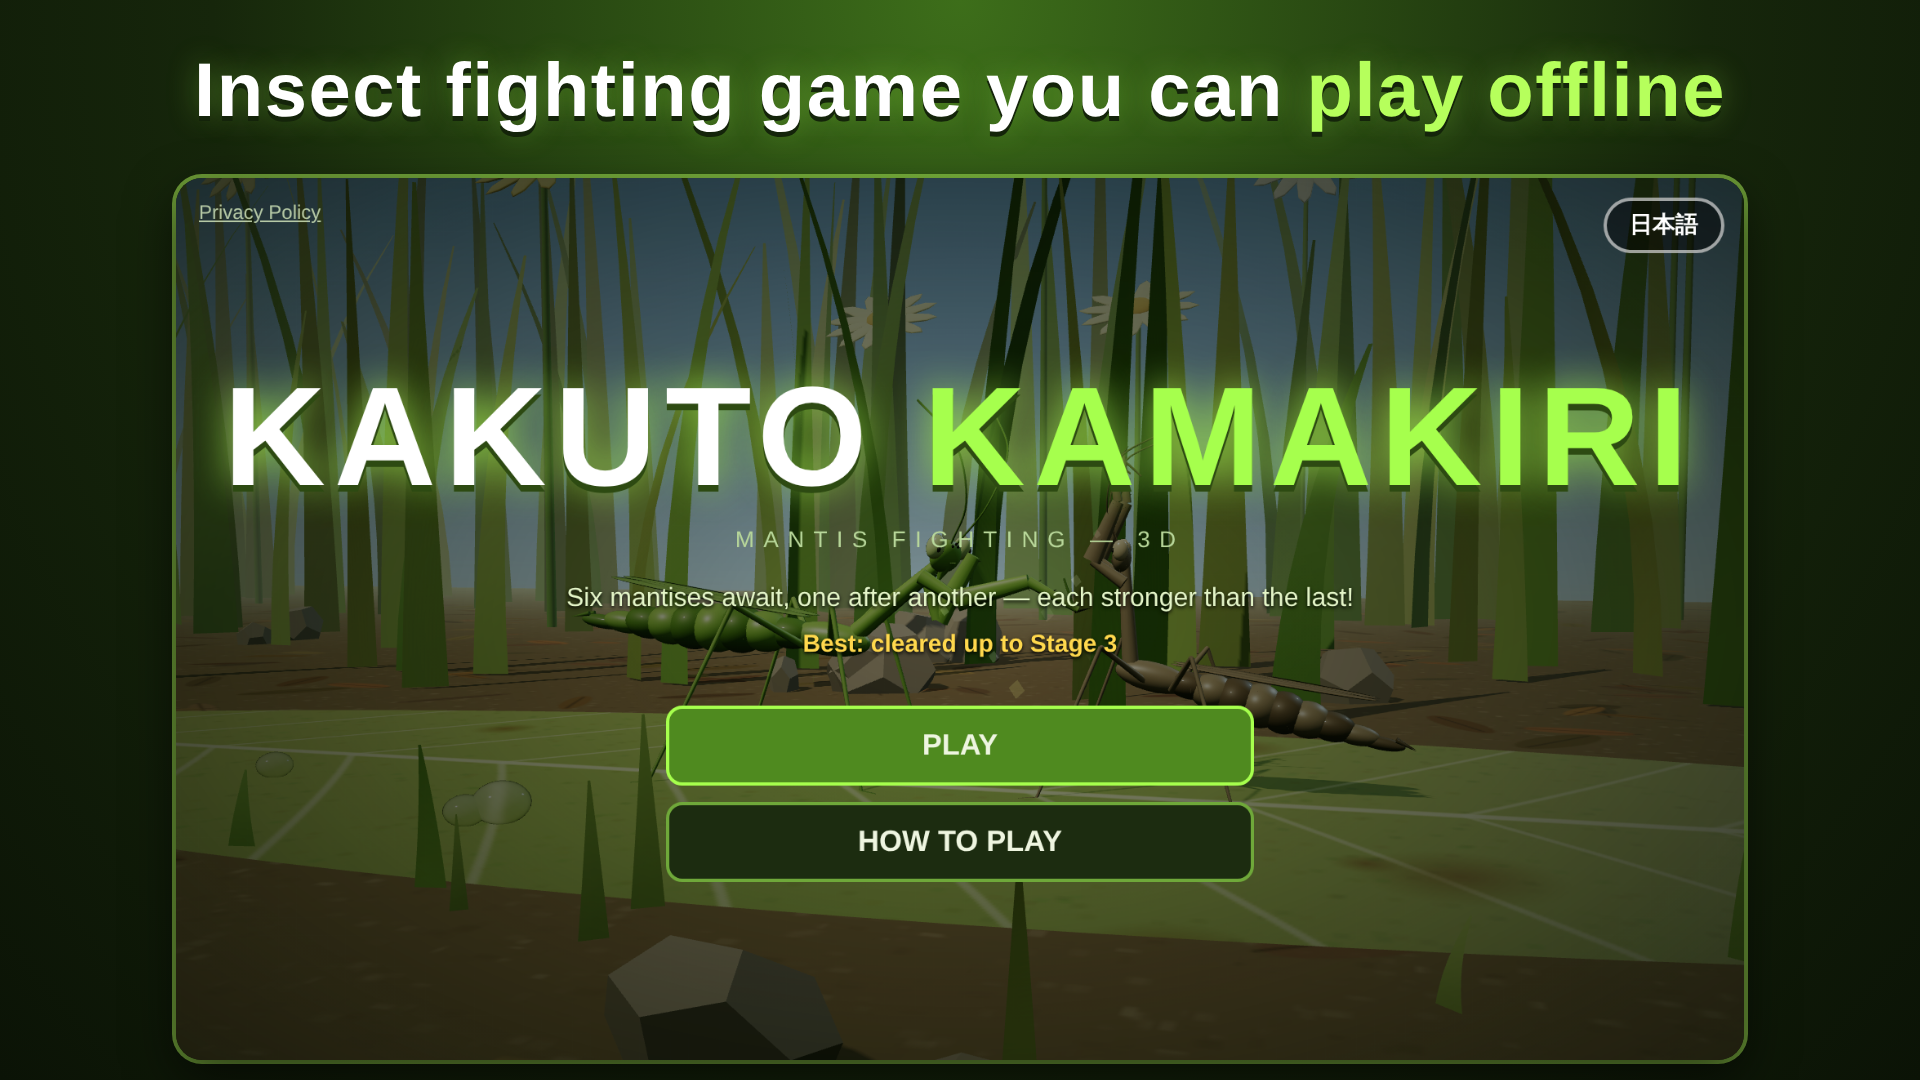 Insect fighting game you can play offline
Privacy Policy
日本語
KAKUTO KAMAKIRI
MANTIS FIGHTING — 3D
Six mantises await, one after another — each stronger than the last!
Best: cleared up to Stage 3
PLAY
HOW TO PLAY